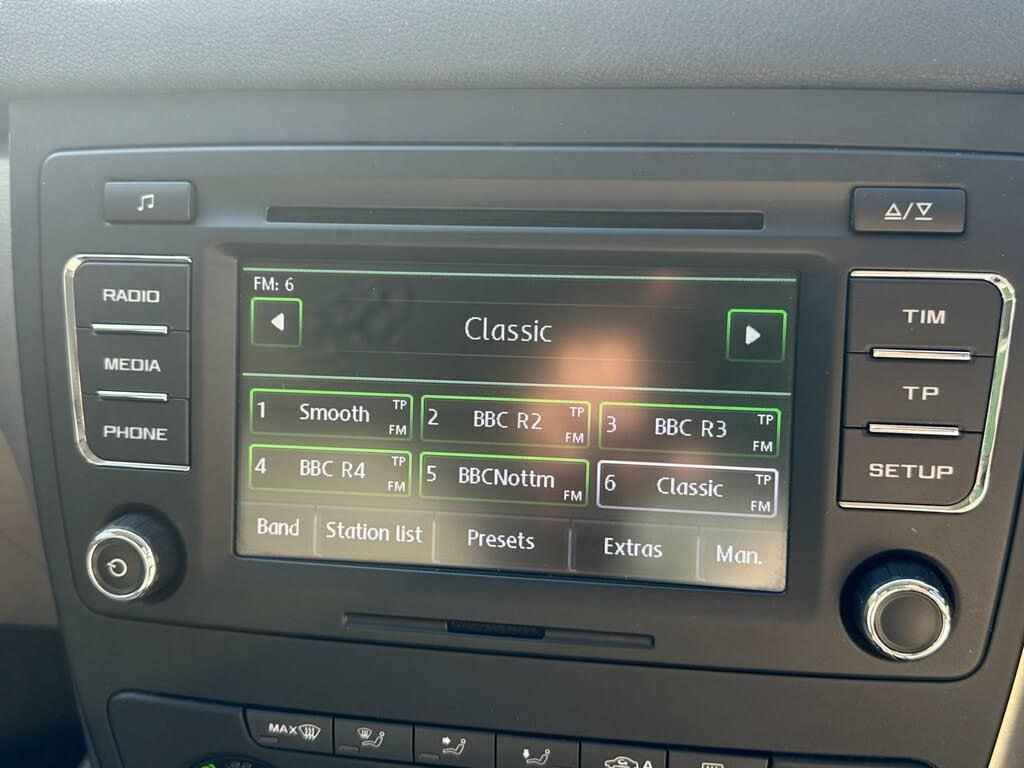 RADIO
MEDIA
PHONE
FM: 6
Classic
1 Smooth TP FM
2 BBC R2 TP FM
3 BBC R3 TP FM
4 BBC R4 TP FM
5 BBCNottm FM
6 Classic TP FM
Band Station list Presets Extras Man.
TIM
TP
SETUP
MAX
A